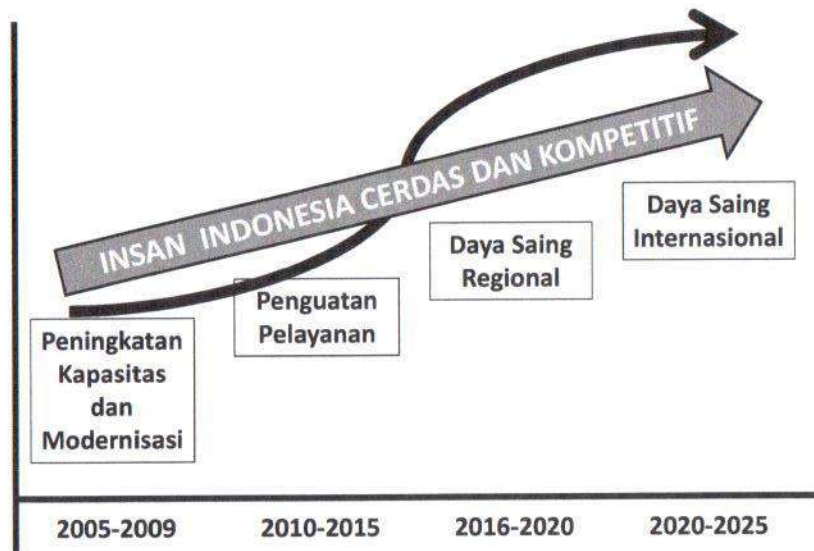 INSAN INDONESIA CERDAS DAN KOMPETITIF
Peningkatan
Kapasitas
dan
Modernisasi
Penguatan
Pelayanan
Daya Saing
Regional
Daya Saing
Internasional
2005-2009
2010-2015
2016-2020
2020-2025